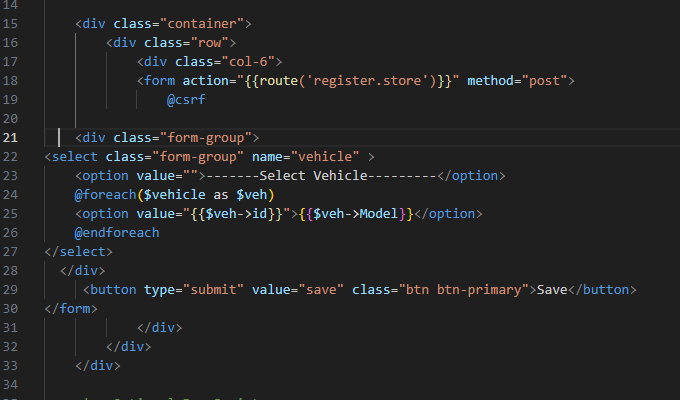 14
15 <div class="container">
16 <div class="row">
17 <div class="col-6">
18 <form action="{{route('register.store')}}" method="post">
19 @csrf
20
21 <div class="form-group">
22 <select class="form-group" name="vehicle" >
23 <option value="">-------Select Vehicle---------</option>
24 @foreach($vehicle as $veh)
25 <option value="{{$veh->id}}">{{$veh->Model}}</option>
26 @endforeach
27 </select>
28 </div>
29 <button type="submit" value="save" class="btn btn-primary">Save</button>
30 </form>
31 </div>
32 </div>
33 </div>
34